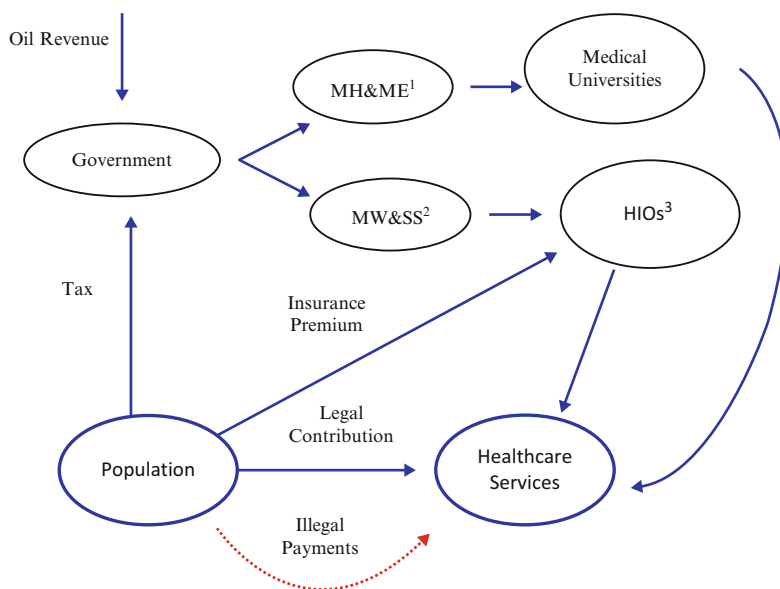 Oil Revenue
Medical
Universities
MH&ME¹
Government
MW&SS²
HIOs³
Tax
Insurance
Premium
Legal
Contribution
Population
Healthcare
Services
Illegal
Payments